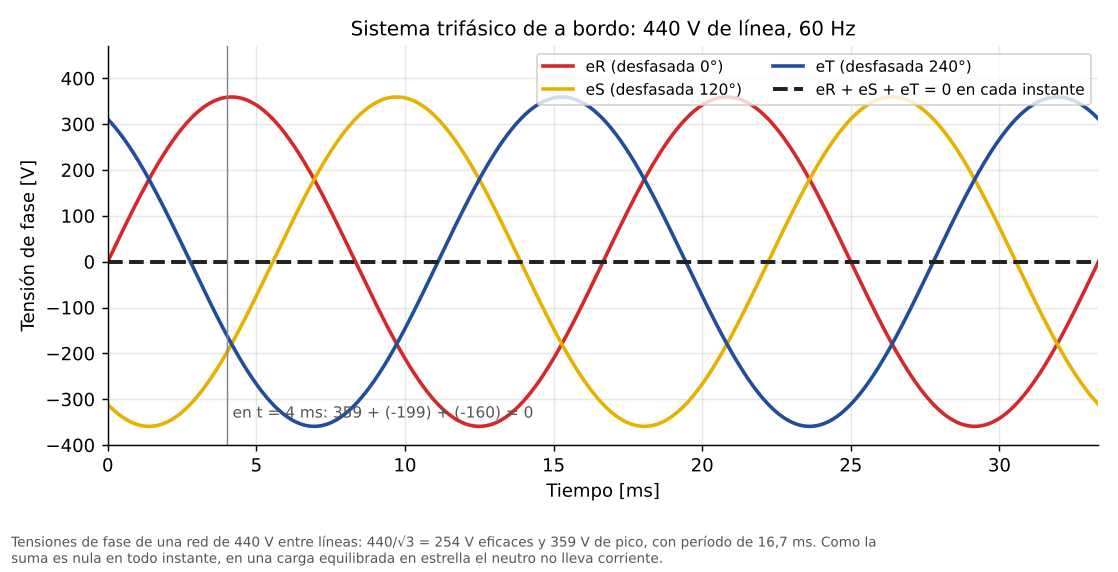 Sistema trifásico de a bordo: 440 V de línea, 60 Hz
eR (desfasada 0°)
eS (desfasada 120°)
eT (desfasada 240°)
eR + eS + eT = 0 en cada instante
Tensión de fase [V]
400
300
200
100
0
−100
−200
−300
−400
en t = 4 ms: 359 + (-199) + (-160) = 0
0
5
10
15
20
25
30
Tiempo [ms]
Tensiones de fase de una red de 440 V entre líneas: 440/√3 = 254 V eficaces y 359 V de pico, con período de 16,7 ms. Como la
suma es nula en todo instante, en una carga equilibrada en estrella el neutro no lleva corriente.